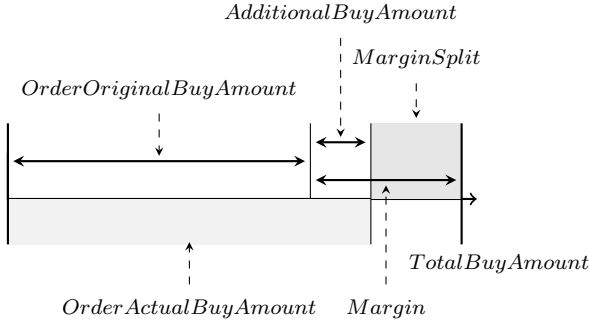 AdditionalBuyAmount
MarginSplit
OrderOriginalBuyAmount
TotalBuyAmount
OrderActualBuyAmount
Margin